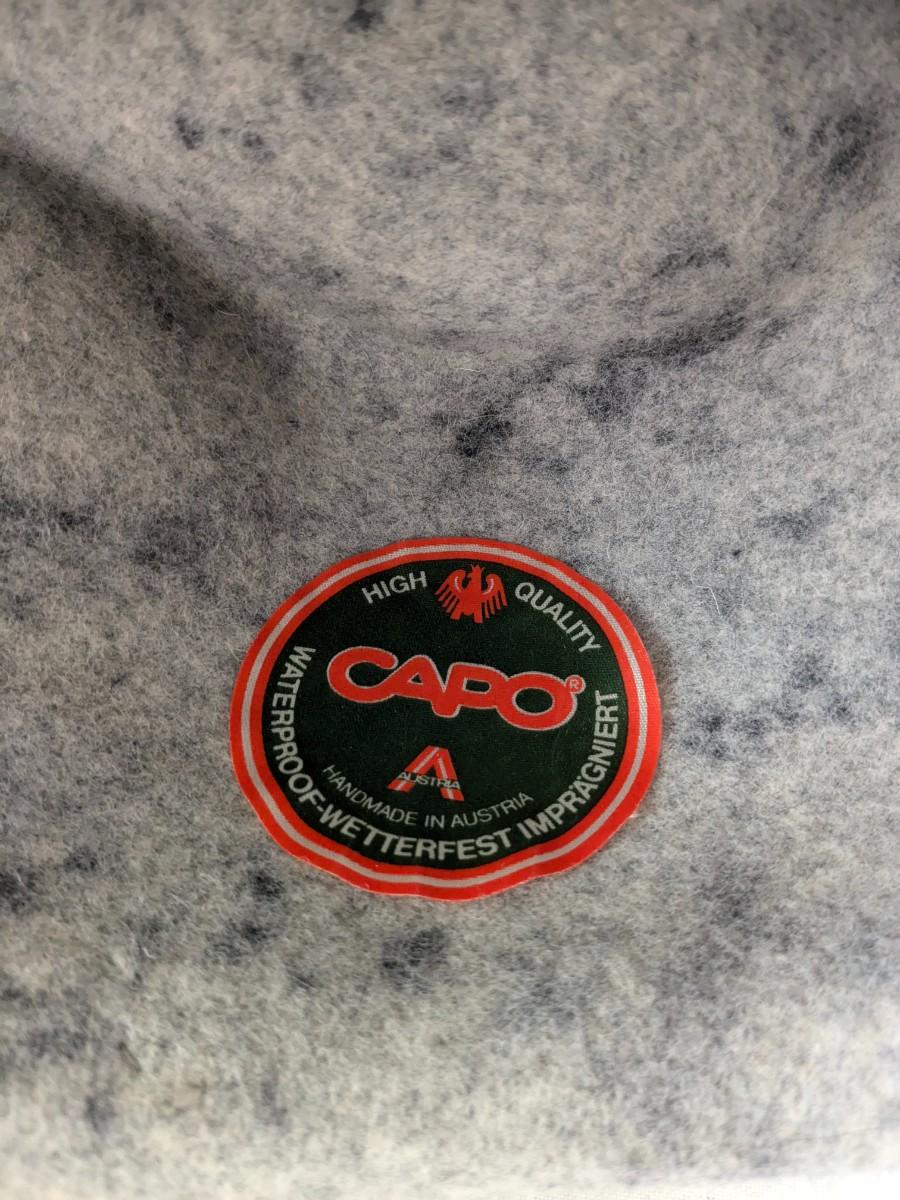 HIGH QUALITY
CAPO®
AUSTRIA
HANDMADE IN AUSTRIA
WATERPROOF-WETTERFEST IMPRÄGNIERT